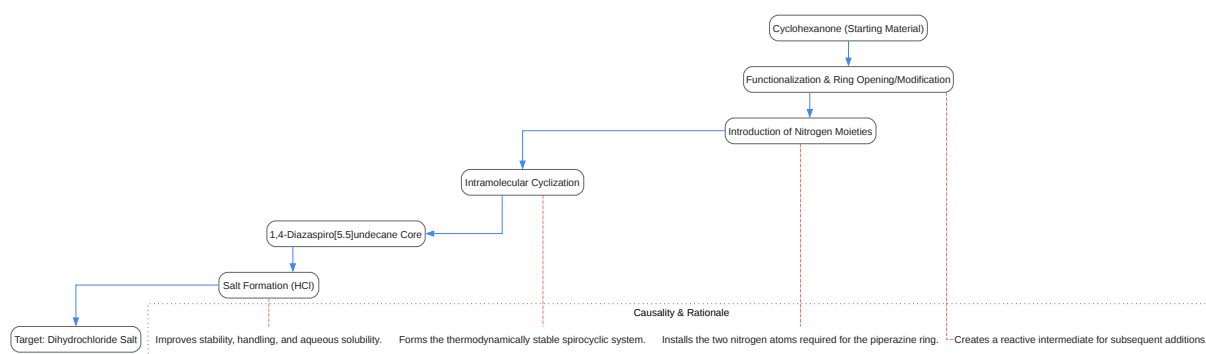 Cyclohexanone (Starting Material)
Functionalization & Ring Opening/Modification
Introduction of Nitrogen Moieties
Intramolecular Cyclization
1,4-Diazaspiro[5.5]undecane Core
Salt Formation (HCl)
Causality & Rationale
Target: Dihydrochloride Salt
Improves stability, handling, and aqueous solubility.
Forms the thermodynamically stable spirocyclic system.
Installs the two nitrogen atoms required for the piperazine ring.
Creates a reactive intermediate for subsequent additions